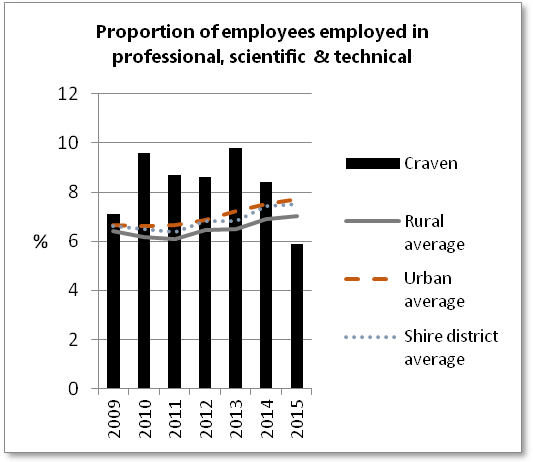 Proportion of employees employed in
professional, scientific & technical
12
10
8
6
4
2
0
%
2009
2010
2011
2012
2013
2014
2015
Craven
Rural
average
Urban
average
Shire district
average